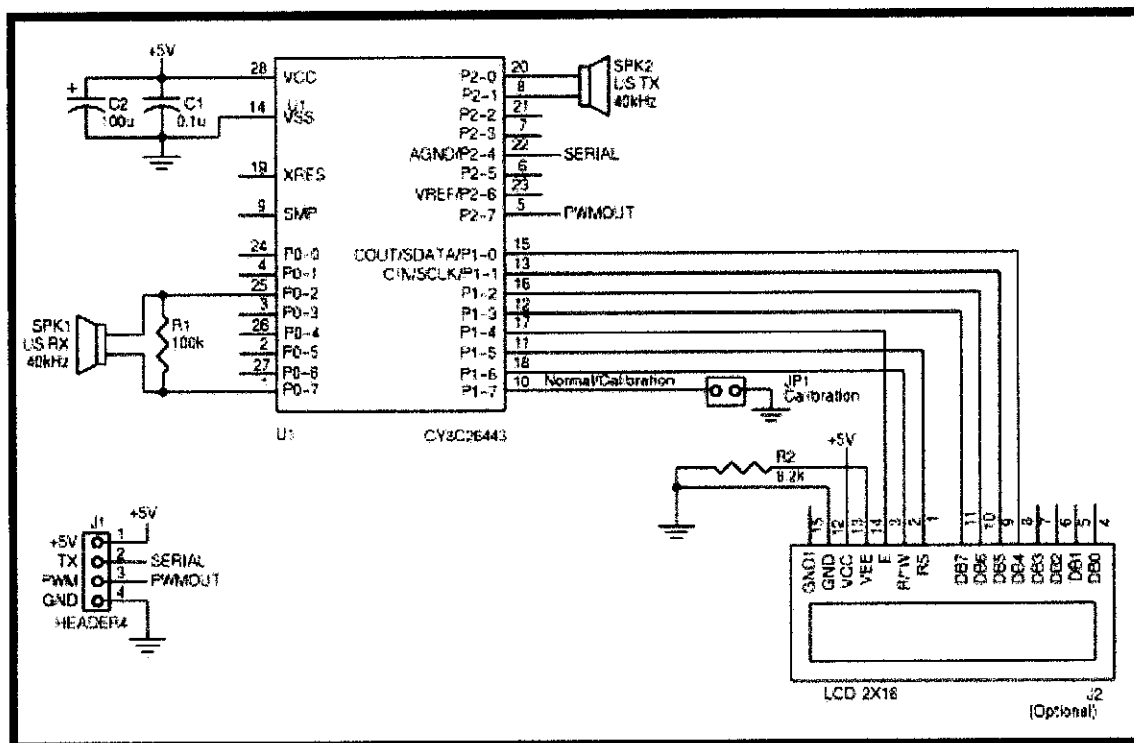 +5V
28 VCC
+
C2
100u
C1
0.1u
14 VSS
U1
19 XRES
9 SMP
24 P0-0
4 P0-1
25 P0-2
3 P0-3
26 P0-4
2 P0-5
27 P0-6
P0-7
SPK1
US RX
40kHz
R1
100k
P2-0 20
P2-1 8
P2-2 21
P2-3 7
AGND/P2-4 22 SERIAL
P2-5 6
VREF/P2-6 23
P2-7 5 PWMOUT
SPK2
US TX
40kHz
COUT/SDATA/P1-0 15
CIN/SCLK/P1-1 13
P1-2 16
P1-3 12
P1-4 17
P1-5 11
P1-6 18
P1-7 10 Normal/Calibration
JP1
Calibration
U1
CY8C26443
+5V
R2
8.2k
J1
+5V
+5V 1
TX 2 SERIAL
PWM 3 PWMOUT
GND 4
HEADER4
15 12 13 14 3 2 1 11 10 9 8 7 6 5 4
GND1 GND VCC VEE E R/W RS DB7 DB6 DB5 DB4 DB3 DB2 DB1 DB0
LCD 2X16
J2
(Optional)